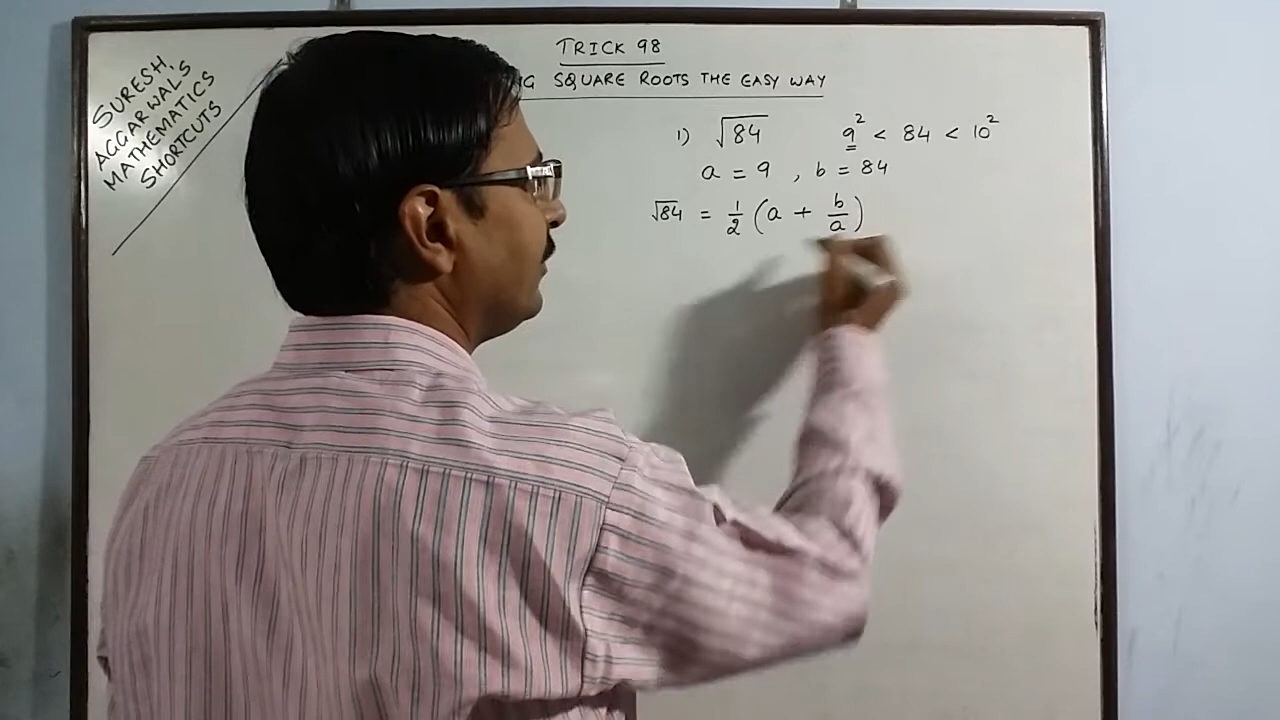 SURESH
AGGARWAL'S
MATHEMATICS
SHORTCUTS
TRICK 98
SQUARE ROOTS THE EASY WAY
1) √84 9² < 84 < 10²
a = 9 , b = 84
√84 = 1/2 (a + b/a)